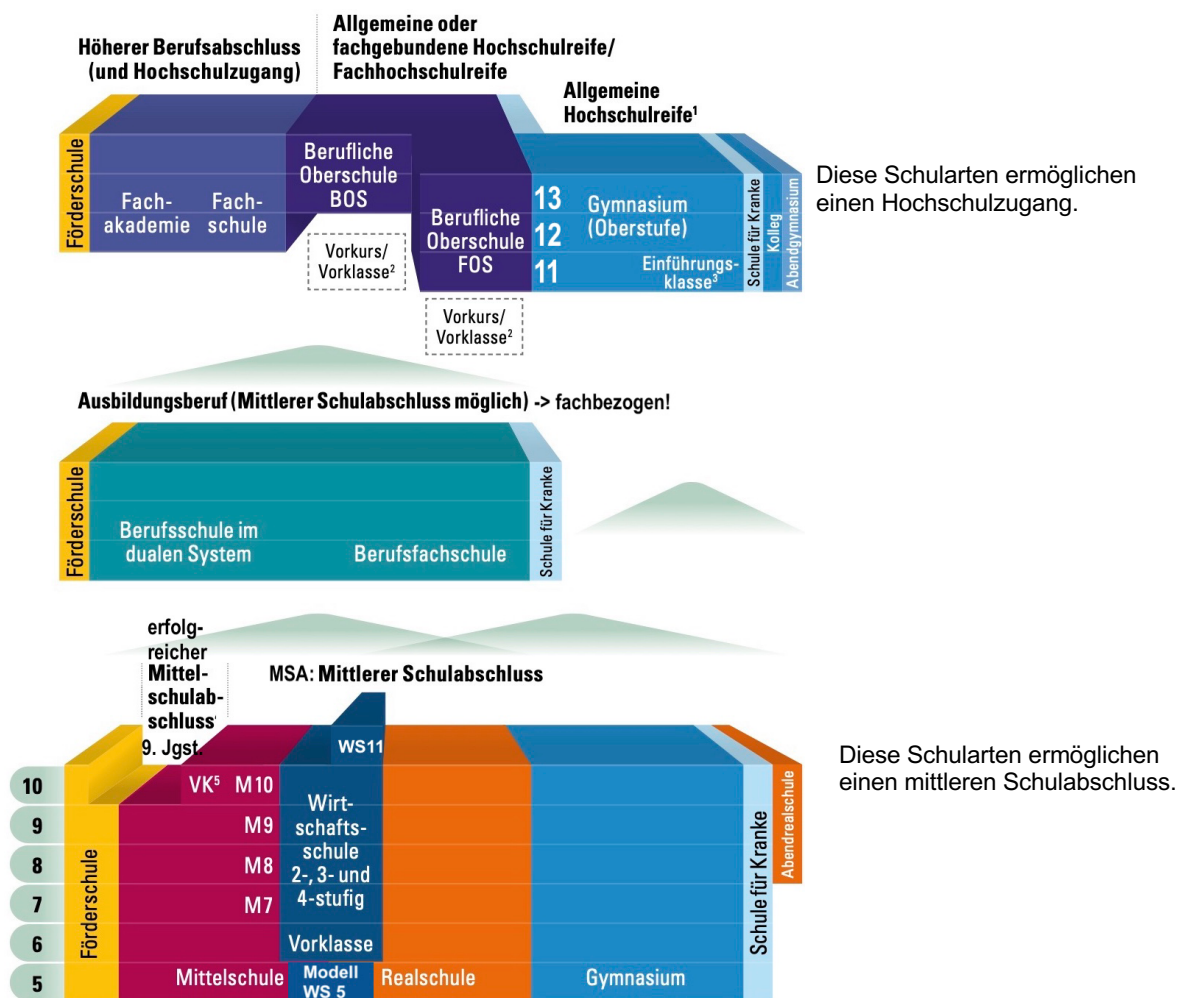 Höherer Berufsabschluss
(und Hochschulzugang)
Allgemeine oder
fachgebundene Hochschulreife/
Fachhochschulreife
Allgemeine
Hochschulreife¹
Förderschule
Fach-
akademie
Fach-
schule
Berufliche
Oberschule
BOS
Vorkurs/
Vorklasse²
Berufliche
Oberschule
FOS
Vorkurs/
Vorklasse²
13
12
11
Gymnasium
(Oberstufe)
Einführungs-
klasse³
Schule für Kranke
Kolleg
Abendgymnasium
Diese Schularten ermöglichen
einen Hochschulzugang.
Ausbildungsberuf (Mittlerer Schulabschluss möglich) -> fachbezogen!
Förderschule
Berufsschule im
dualen System
Berufsfachschule
Schule für Kranke
erfolg-
reicher
Mittel-
schulab-
schluss
9. Jgst.
MSA: Mittlerer Schulabschluss
10
9
8
7
6
5
Förderschule
VK⁵ M10
M9
M8
M7
Mittelschule
WS11
Wirt-
schafts-
schule
2-, 3- und
4-stufig
Vorklasse
Modell
WS 5
Realschule
Gymnasium
Schule für Kranke
Abendrealschule
Diese Schularten ermöglichen
einen mittleren Schulabschluss.